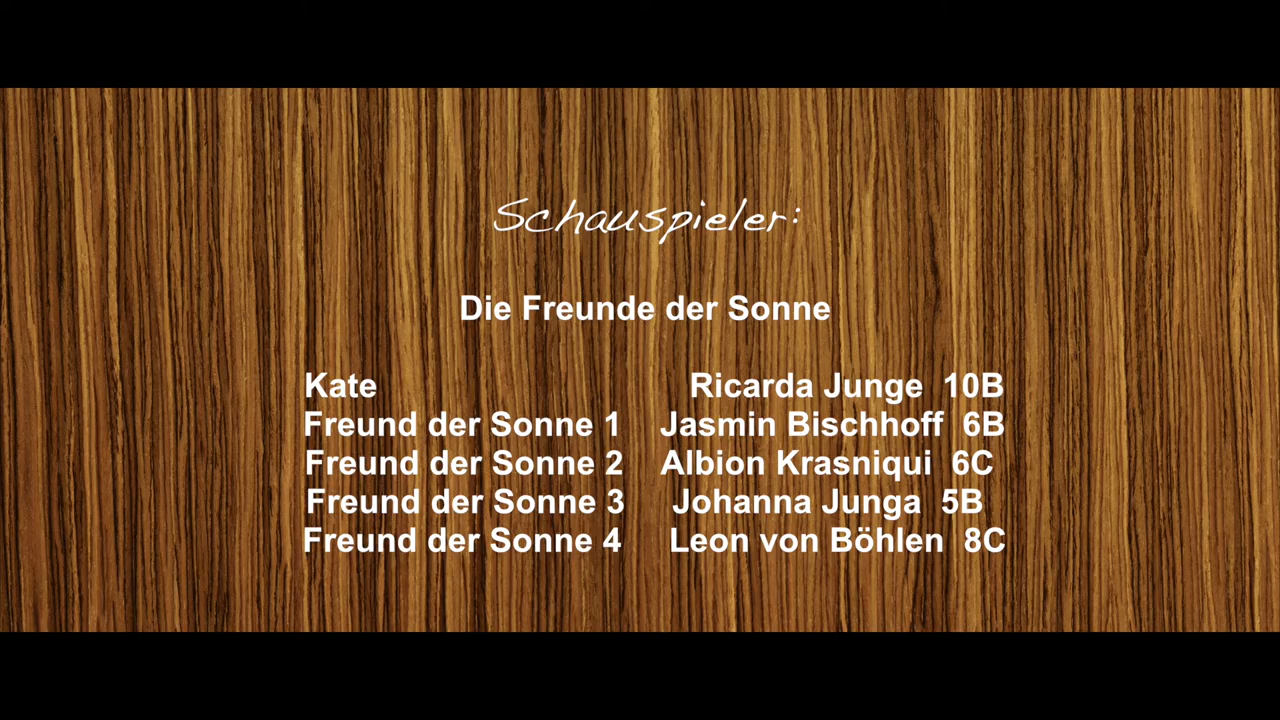 Schauspieler:
Die Freunde der Sonne
Kate Ricarda Junge 10B
Freund der Sonne 1 Jasmin Bischhoff 6B
Freund der Sonne 2 Albion Krasniqui 6C
Freund der Sonne 3 Johanna Junga 5B
Freund der Sonne 4 Leon von Böhlen 8C